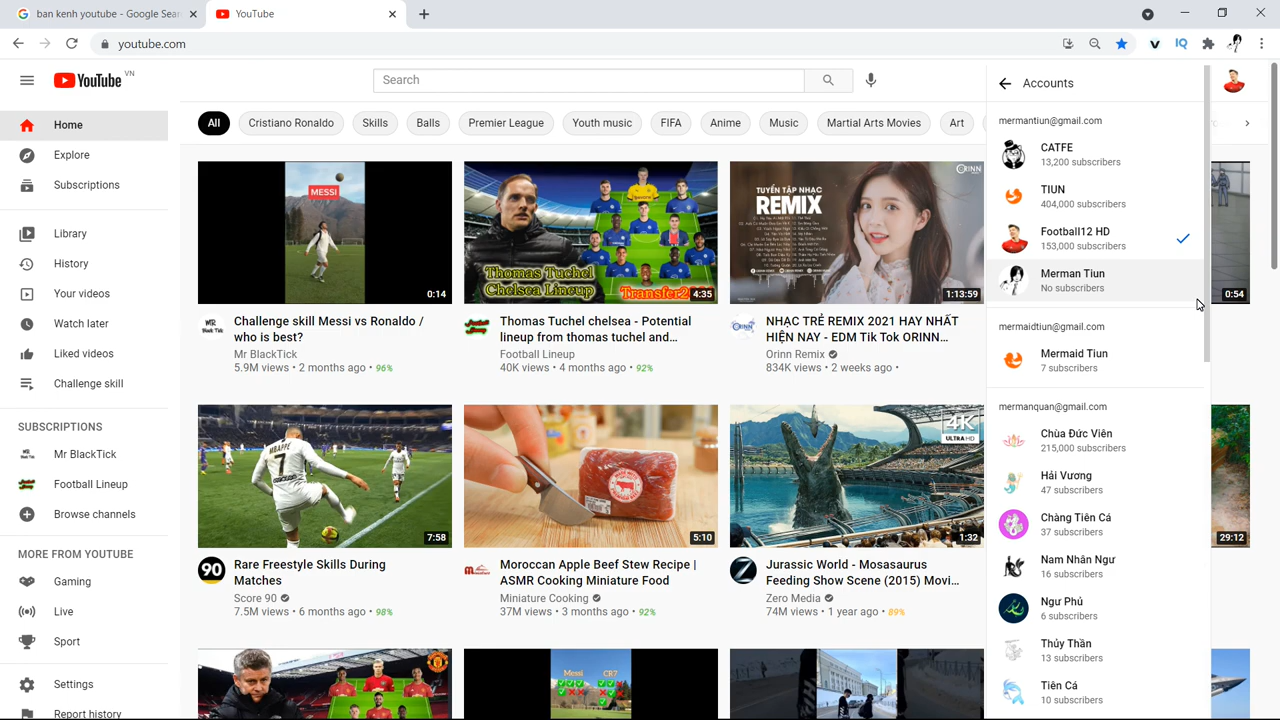 ban kenh youtube - Google Sear
YouTube
youtube.com
YouTube VN
Search
Home
Explore
Subscriptions
Library
History
Your videos
Watch later
Liked videos
Challenge skill
SUBSCRIPTIONS
Mr BlackTick
Football Lineup
Browse channels
MORE FROM YOUTUBE
Gaming
Live
Sport
Settings
Report history
All
Cristiano Ronaldo
Skills
Balls
Premier League
Youth music
FIFA
Anime
Music
Martial Arts Movies
Art
MESSI
0:14
Challenge skill Messi vs Ronaldo /
who is best?
Mr BlackTick
5.9M views • 2 months ago • 96%
Thomas Tuchel
Chelsea Lineup
Transfer2
4:35
Thomas Tuchel chelsea - Potential
lineup from thomas tuchel and...
Football Lineup
40K views • 4 months ago • 92%
ORINN
TUYỂN TẬP NHẠC
REMIX
1:13:59
NHẠC TRẺ REMIX 2021 HAY NHẤT
HIỆN NAY - EDM Tik Tok ORINN...
Orinn Remix
834K views • 2 weeks ago •
0:54
MBAPPÉ
7
7:58
Rare Freestyle Skills During
Matches
Score 90
7.5M views • 6 months ago • 98%
5:10
Moroccan Apple Beef Stew Recipe |
ASMR Cooking Miniature Food
Miniature Cooking
37M views • 3 months ago • 92%
4K
ULTRA HD
1:32
Jurassic World - Mosasaurus
Feeding Show Scene (2015) Movi...
Zero Media
74M views • 1 year ago • 89%
29:12
Messi CR7
Accounts
mermantiun@gmail.com
CATFE
13,200 subscribers
TIUN
404,000 subscribers
Football12 HD
153,000 subscribers
Merman Tiun
No subscribers
mermaidtiun@gmail.com
Mermaid Tiun
7 subscribers
mermanquan@gmail.com
Chùa Đức Viên
215,000 subscribers
Hải Vương
47 subscribers
Chàng Tiên Cá
37 subscribers
Nam Nhân Ngư
16 subscribers
Ngư Phủ
6 subscribers
Thủy Thần
13 subscribers
Tiên Cá
10 subscribers